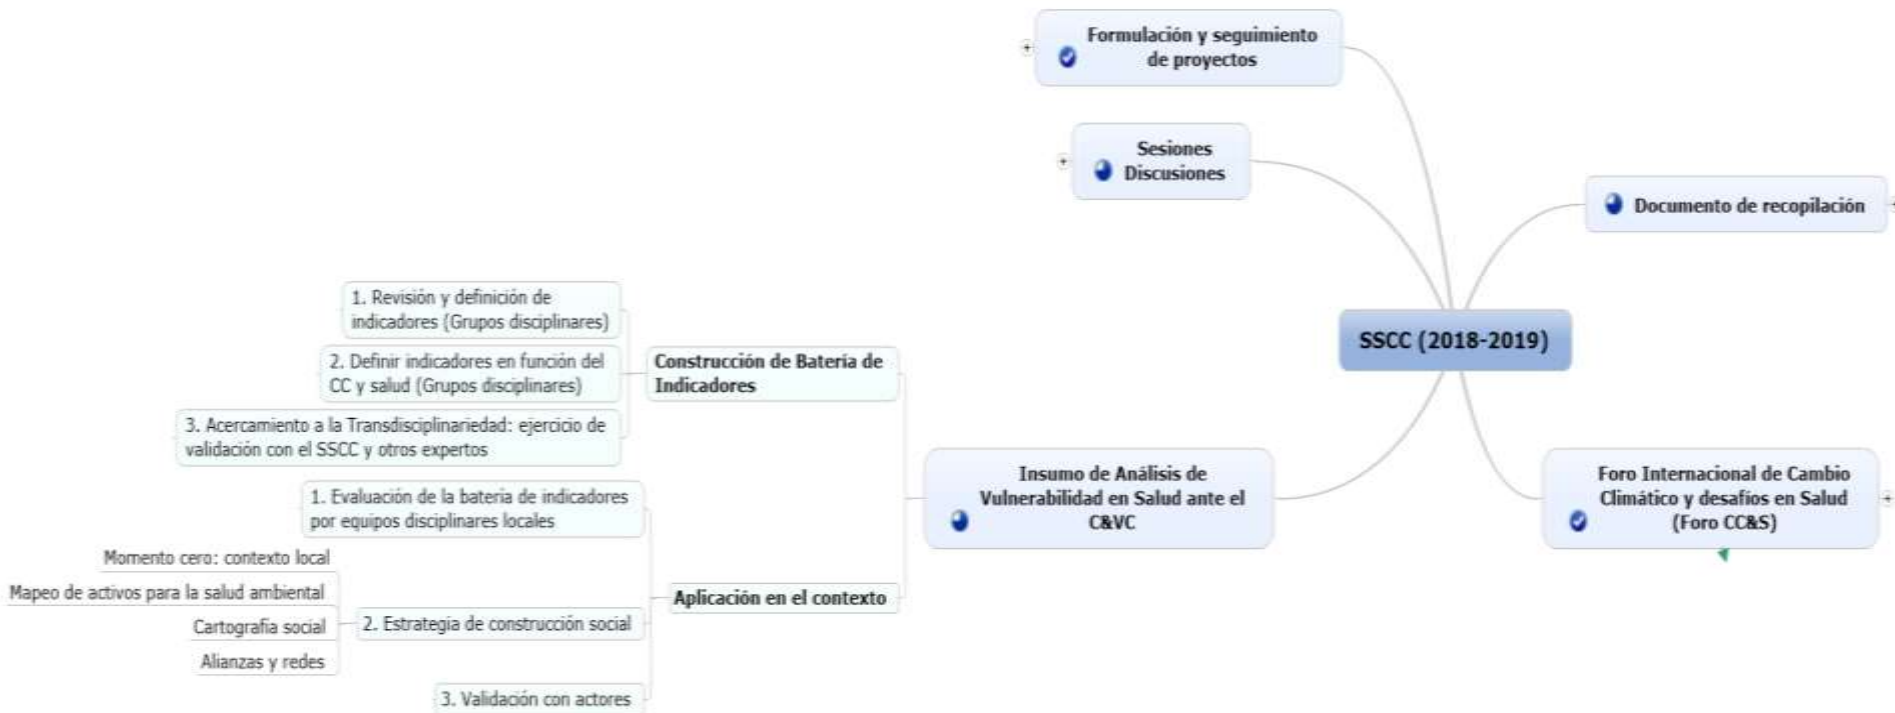 Formulación y seguimiento
de proyectos
Sesiones
Discusiones
Documento de recopilación
SSCC (2018-2019)
1. Revisión y definición de
indicadores (Grupos disciplinares)
2. Definir indicadores en función del
CC y salud (Grupos disciplinares)
3. Acercamiento a la Transdisciplinariedad: ejercicio de
validación con el SSCC y otros expertos
Construcción de Batería de
Indicadores
Insumo de Análisis de
Vulnerabilidad en Salud ante el
C&VC
Foro Internacional de Cambio
Climático y desafíos en Salud
(Foro CC&S)
1. Evaluación de la batería de indicadores
por equipos disciplinares locales
Momento cero: contexto local
Mapeo de activos para la salud ambiental
Cartografía social
Alianzas y redes
2. Estrategia de construcción social
3. Validación con actores
Aplicación en el contexto